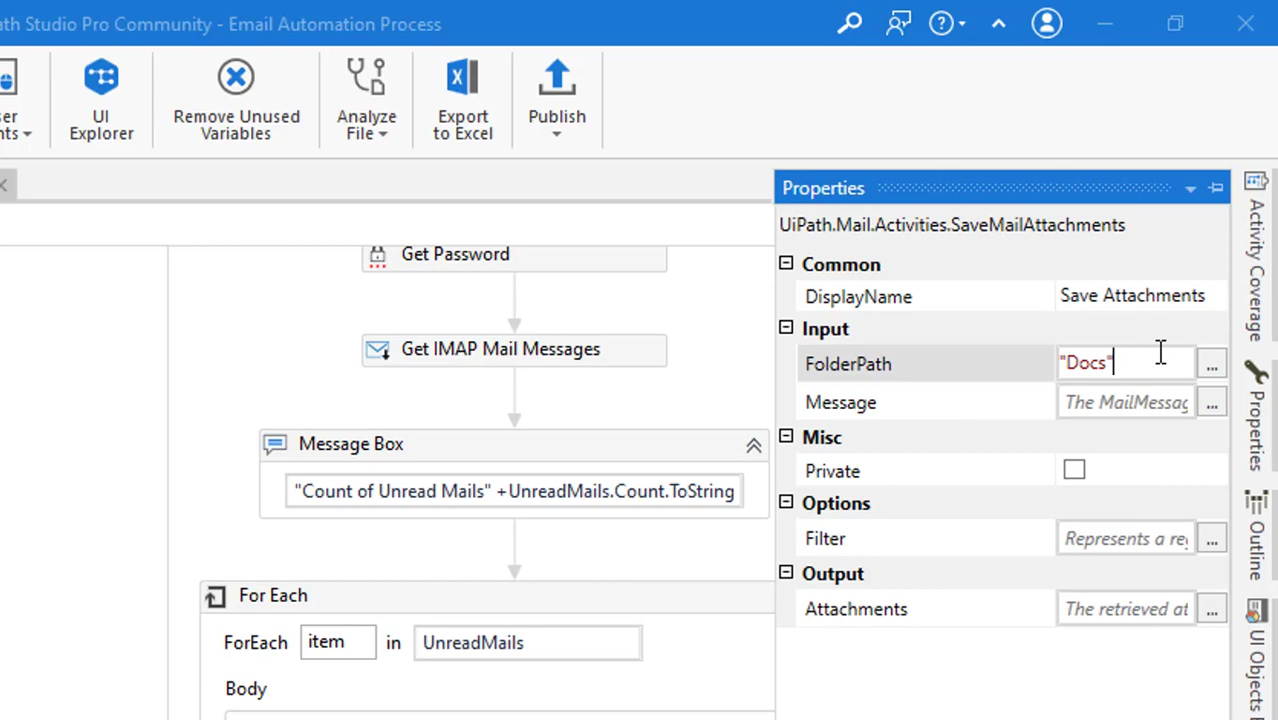 ath Studio Pro Community - Email Automation Process
ser
nts
UI
Explorer
Remove Unused
Variables
Analyze
File
Export
to Excel
Publish
Properties
UiPath.Mail.Activities.SaveMailAttachments
Common
DisplayName Save Attachments
Input
FolderPath "Docs" ...
Message The MailMessag ...
Misc
Private
Options
Filter Represents a re ...
Output
Attachments The retrieved at ...
Get Password
Get IMAP Mail Messages
Message Box
"Count of Unread Mails" +UnreadMails.Count.ToString
For Each
ForEach item in UnreadMails
Body
Activity Coverage
Properties
Outline
UI Objects